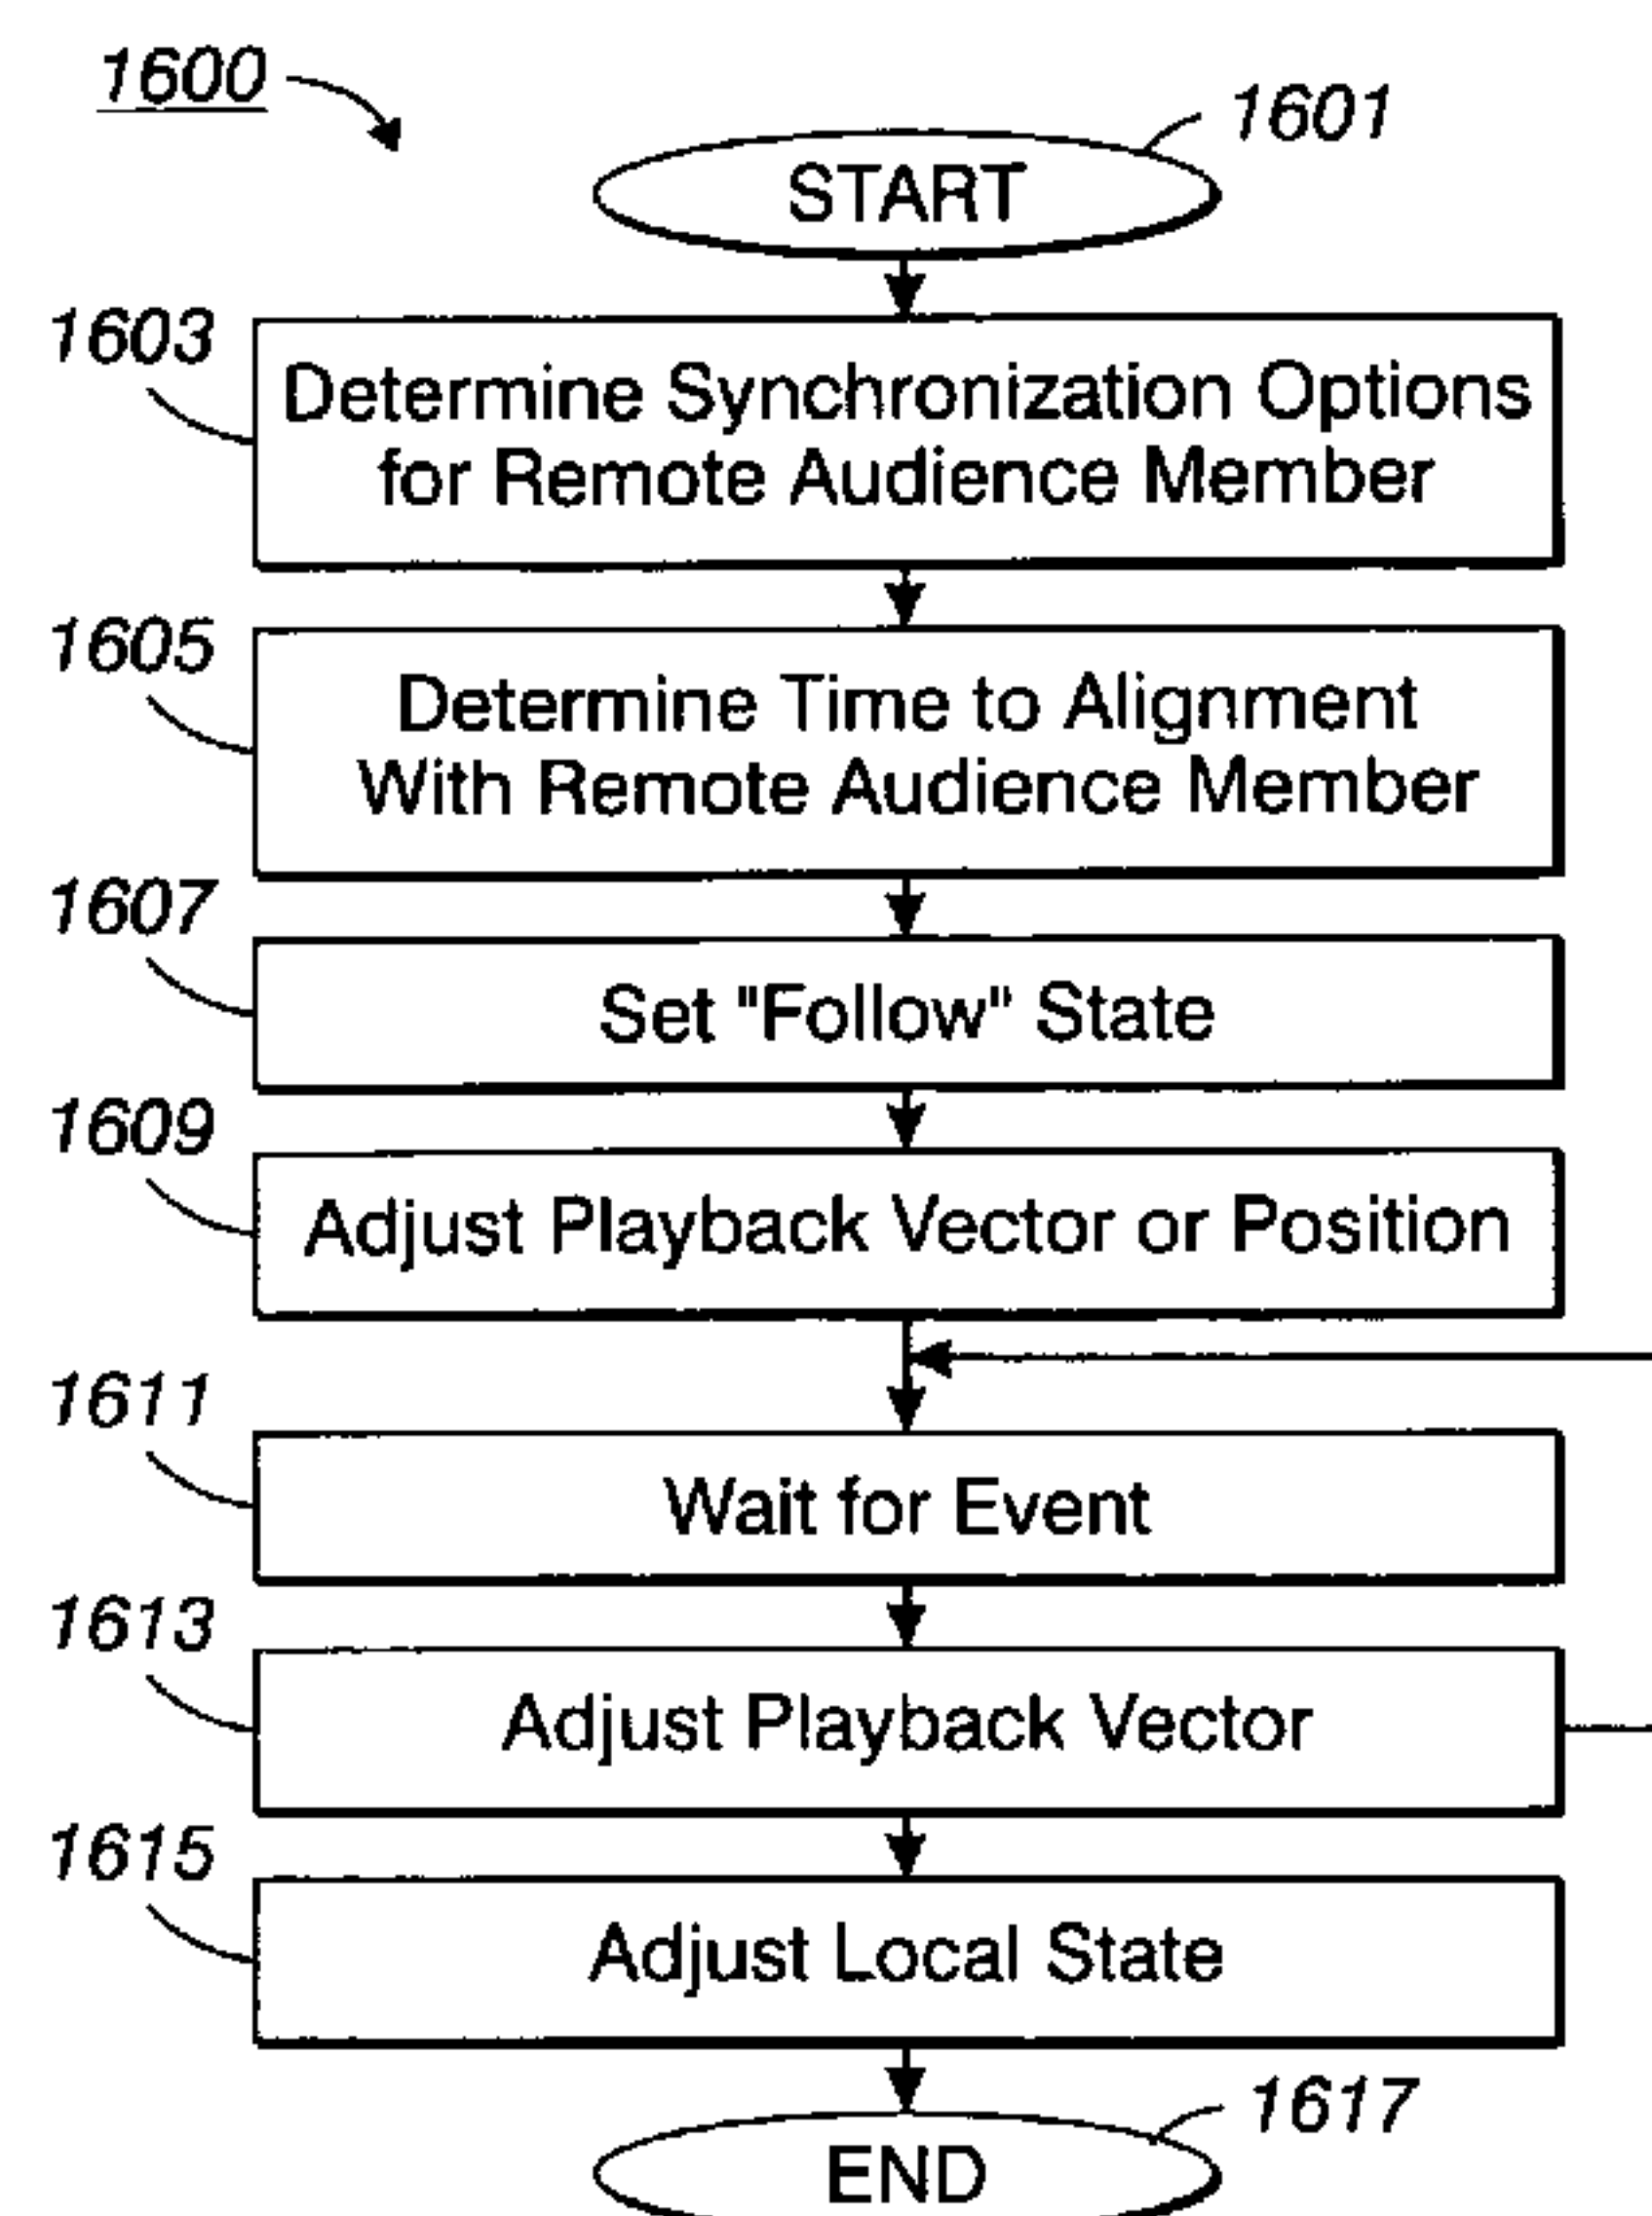 1600
1601
START
1603
Determine Synchronization Options
for Remote Audience Member
1605
Determine Time to Alignment
With Remote Audience Member
1607
Set "Follow" State
1609
Adjust Playback Vector or Position
1611
Wait for Event
1613
Adjust Playback Vector
1615
Adjust Local State
1617
END